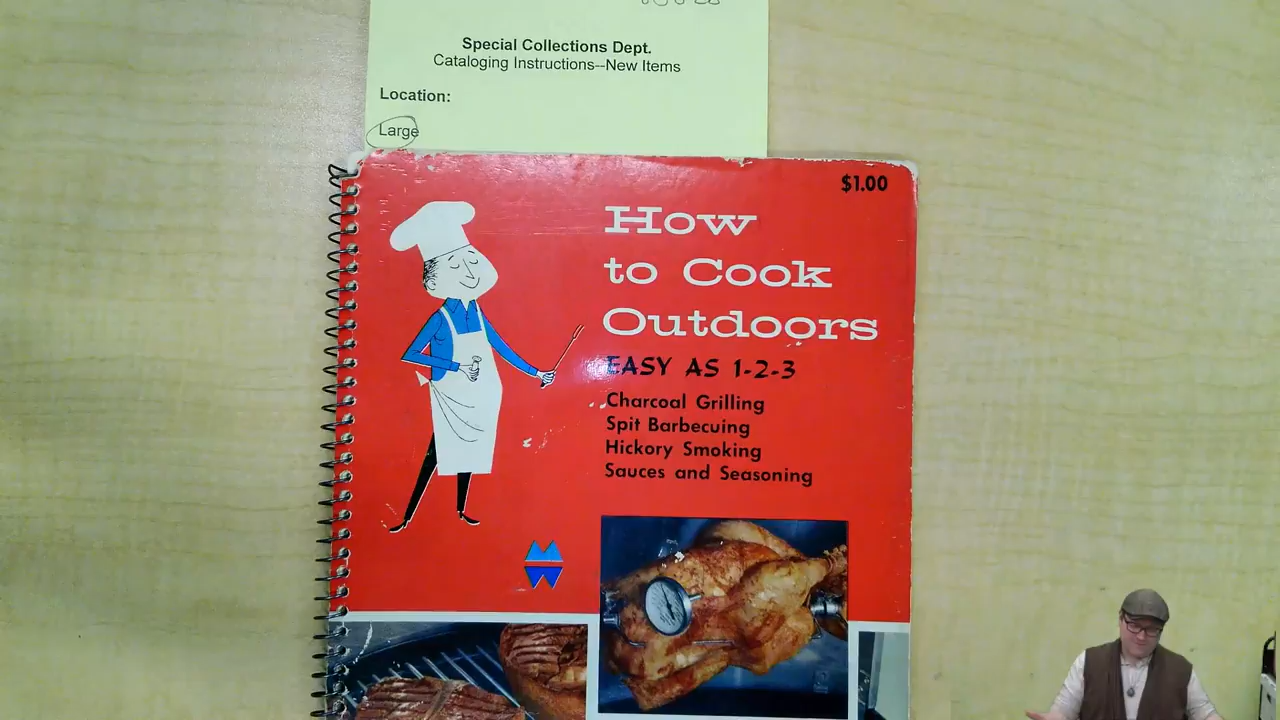 Special Collections Dept.
Cataloging Instructions--New Items
Location:
Large
$1.00
How
to Cook
Outdoors
EASY AS 1-2-3
Charcoal Grilling
Spit Barbecuing
Hickory Smoking
Sauces and Seasoning